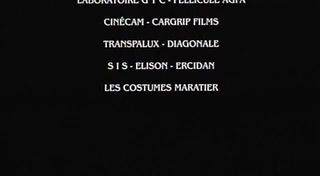 LABORATOIRE G T C - PELLICULE AGFA
CINÉCAM - CARGRIP FILMS
TRANSPALUX - DIAGONALE
S I S - ELISON - ERCIDAN
LES COSTUMES MARATIER